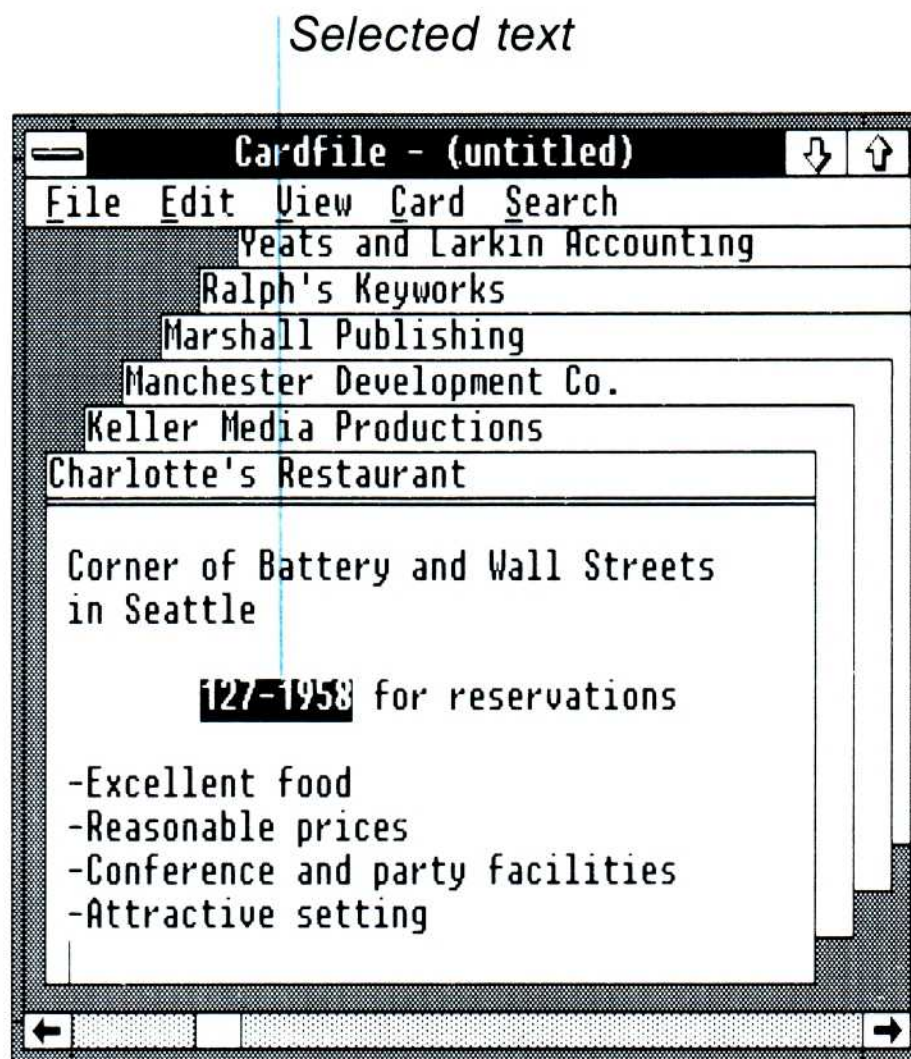 Selected text
Cardfile - (untitled)
File Edit View Card Search
Yeats and Larkin Accounting
Ralph's Keyworks
Marshall Publishing
Manchester Development Co.
Keller Media Productions
Charlotte's Restaurant
Corner of Battery and Wall Streets
in Seattle
127-1958 for reservations
-Excellent food
-Reasonable prices
-Conference and party facilities
-Attractive setting